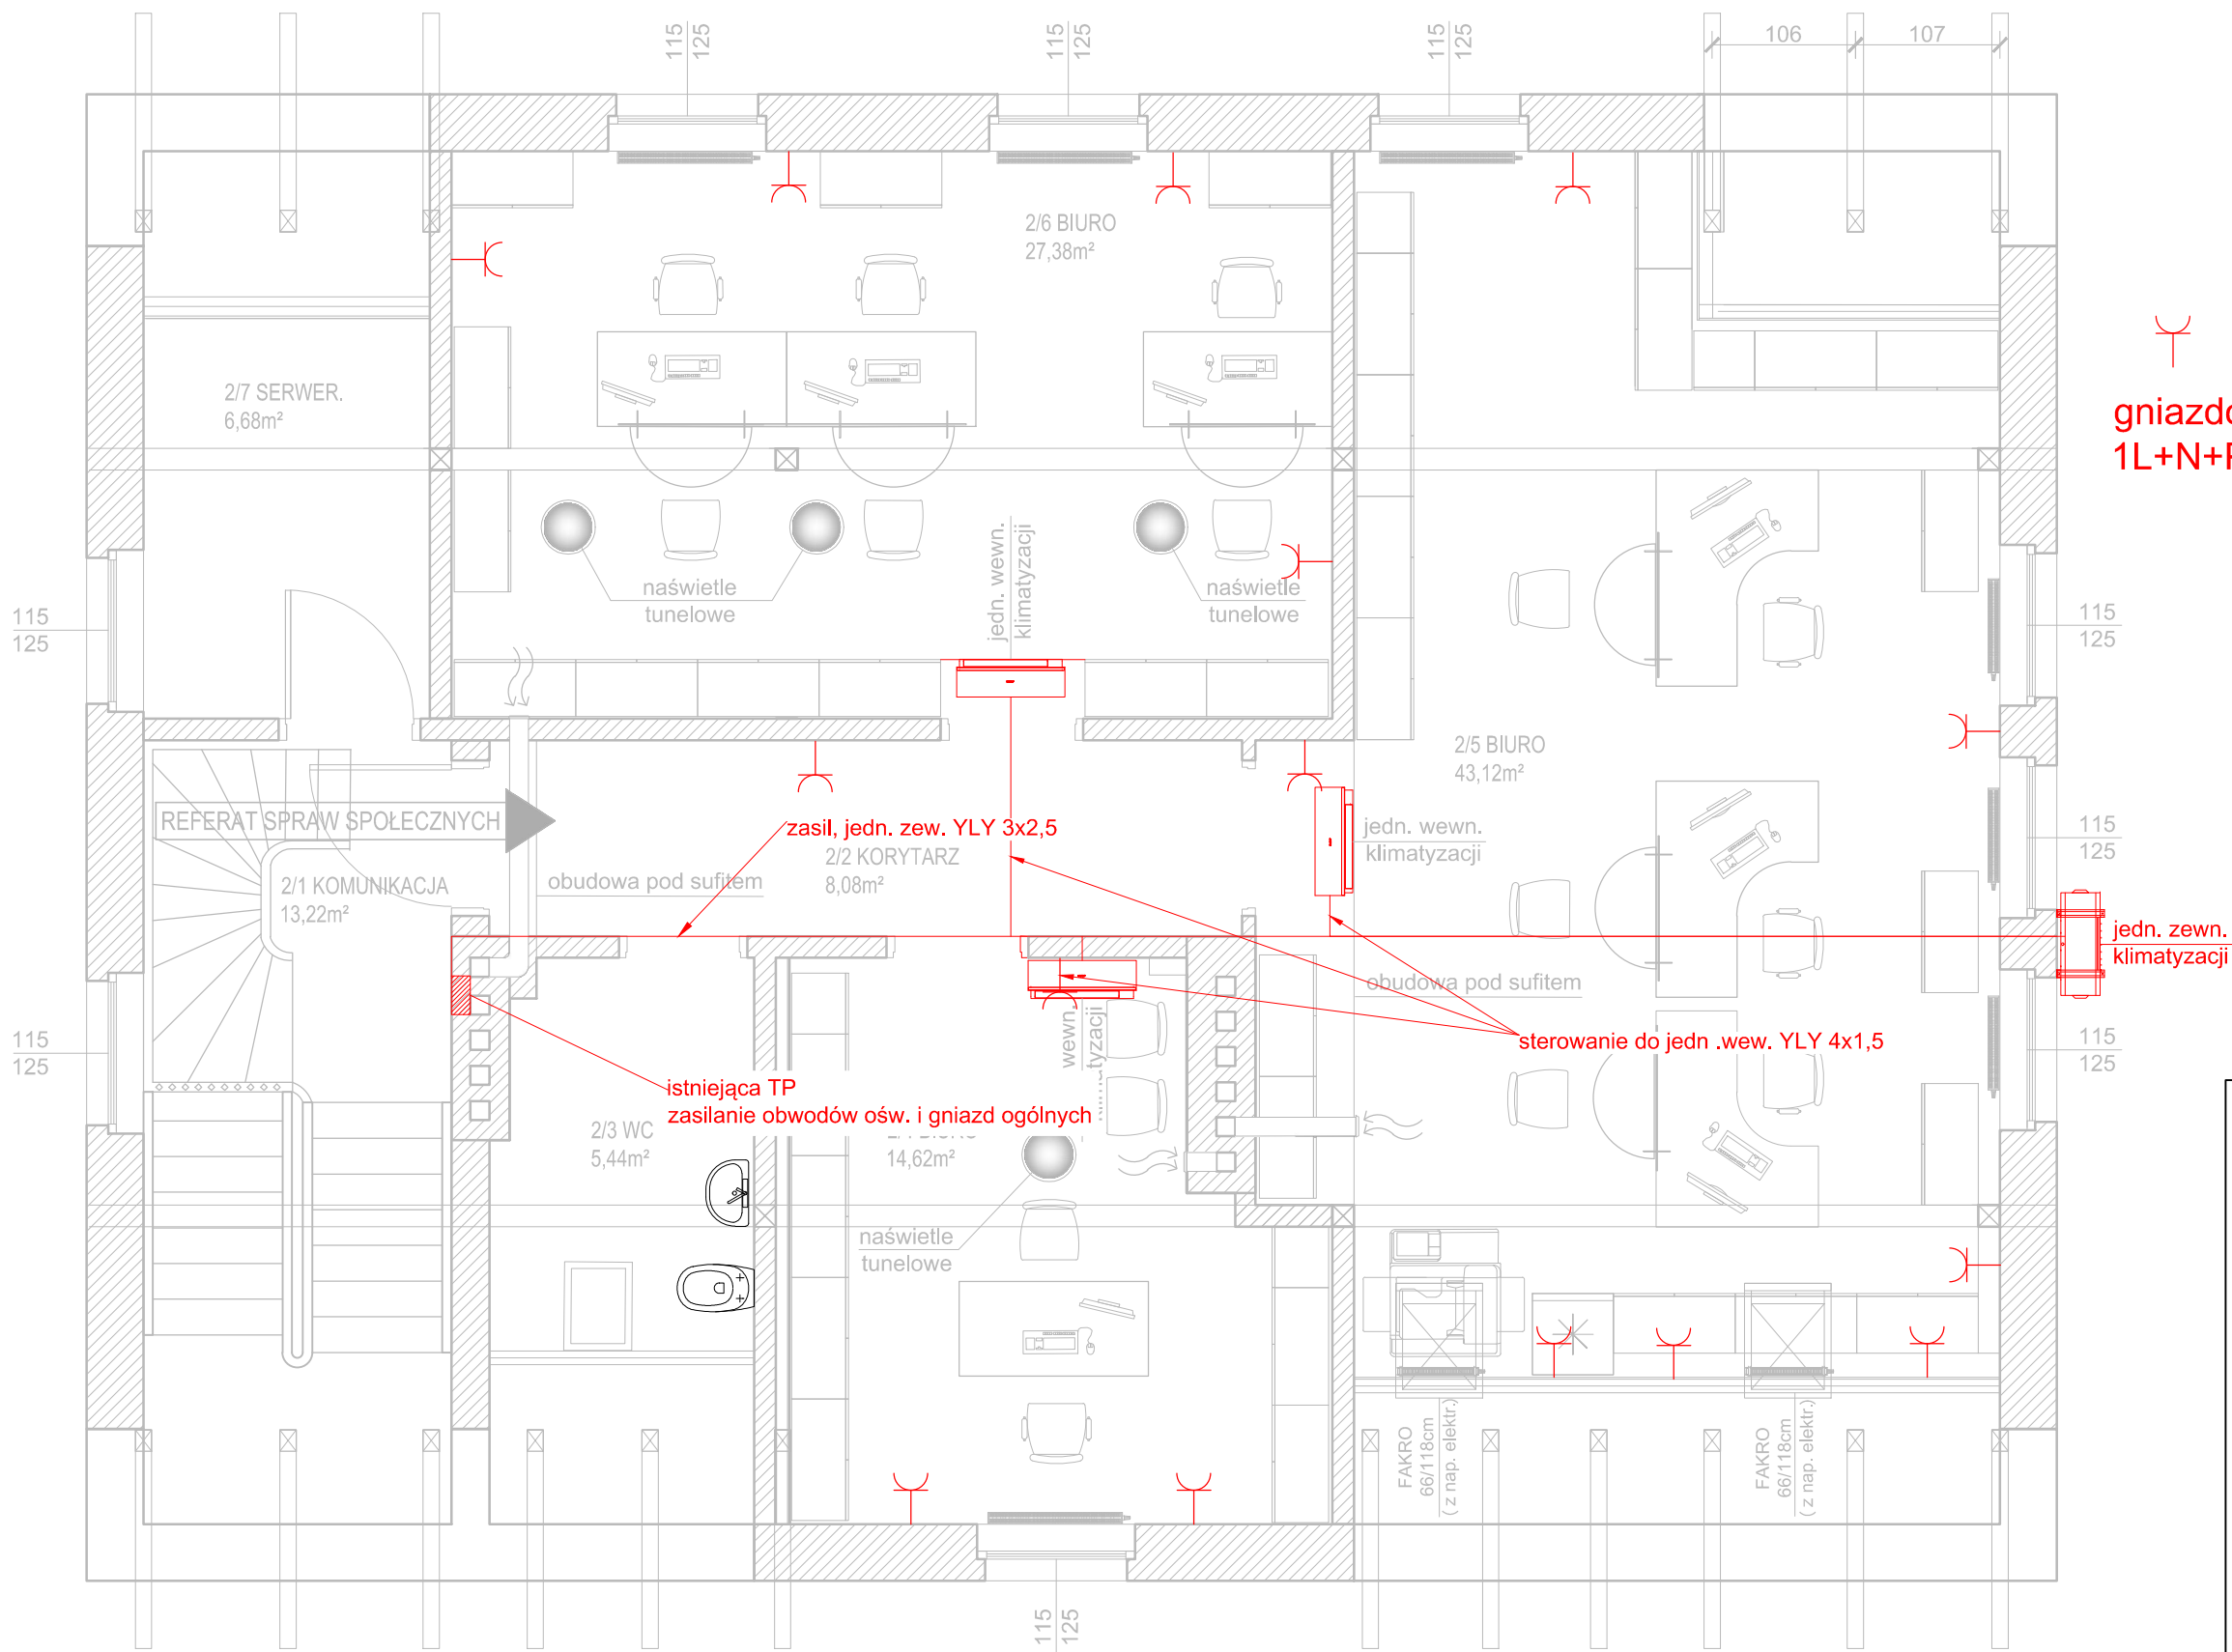 115
125
115
125
115
125
106
107
2/6 BIURO
27,38m²
2/7 SERWER.
6,68m²
1L+N+
naświetle
tunelowe
jedn. wewn.
klimatyzacji
naświetle
tunelowe
115
125
115
125
2/5 BIURO
43,12m²
REFERAT SPRAW SPOŁECZNYCH
zasil, jedn. zew. YLY 3x2,5
2/2 KORYTARZ
8,08m²
jedn. wewn.
klimatyzacji
115
125
2/1 KOMUNIKACJA
13,22m²
obudowa pod sufitem
jedn. zewn.
klimatyzacji
obudowa pod sufitem
wewn.
sterowanie do jedn .wew. YLY 4x1,5
115
125
115
125
istniejąca TP
zasilanie obwodów ośw. i gniazd ogólnych
2/3 WC
5,44m²
14,62m²
naświetle
tunelowe
FAKRO
66/118cm
( z nap. elektr.)
FAKRO
66/118cm
( z nap. elektr.)
115
125